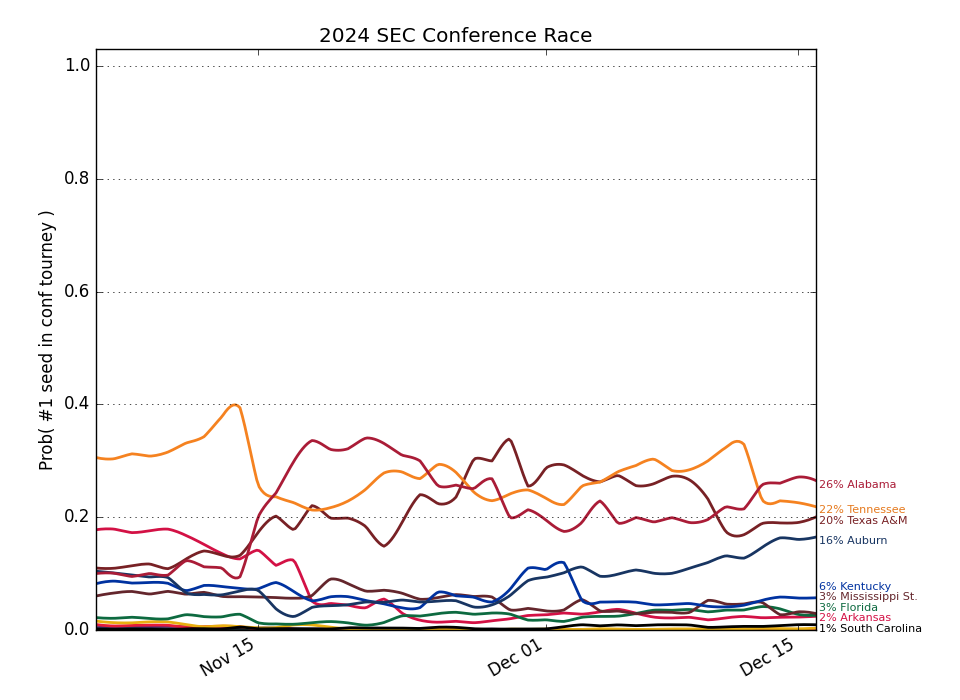 2024 SEC Conference Race
Prob( #1 seed in conf tourney )
1.0
0.8
0.6
0.4
0.2
0.0
26% Alabama
22% Tennessee
20% Texas A&M
16% Auburn
6% Kentucky
3% Mississippi St.
3% Florida
2% Arkansas
1% South Carolina
Nov 15
Dec 01
Dec 15